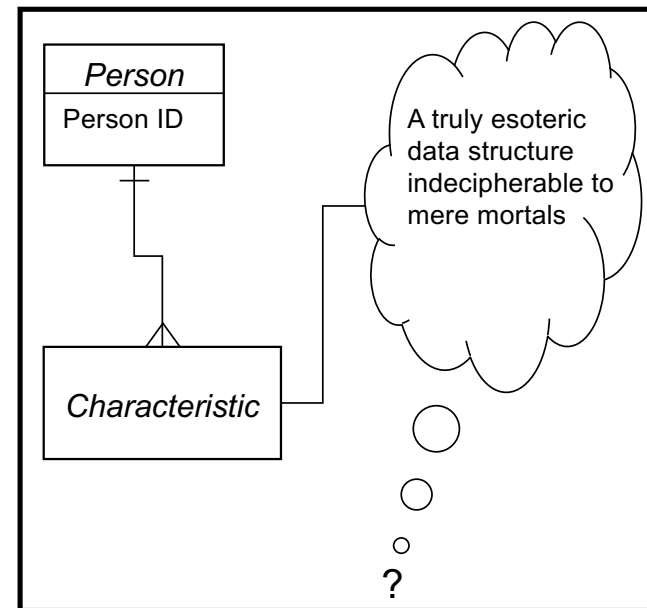 Person
Person ID
A truly esoteric
data structure
indecipherable to
mere mortals
Characteristic
?